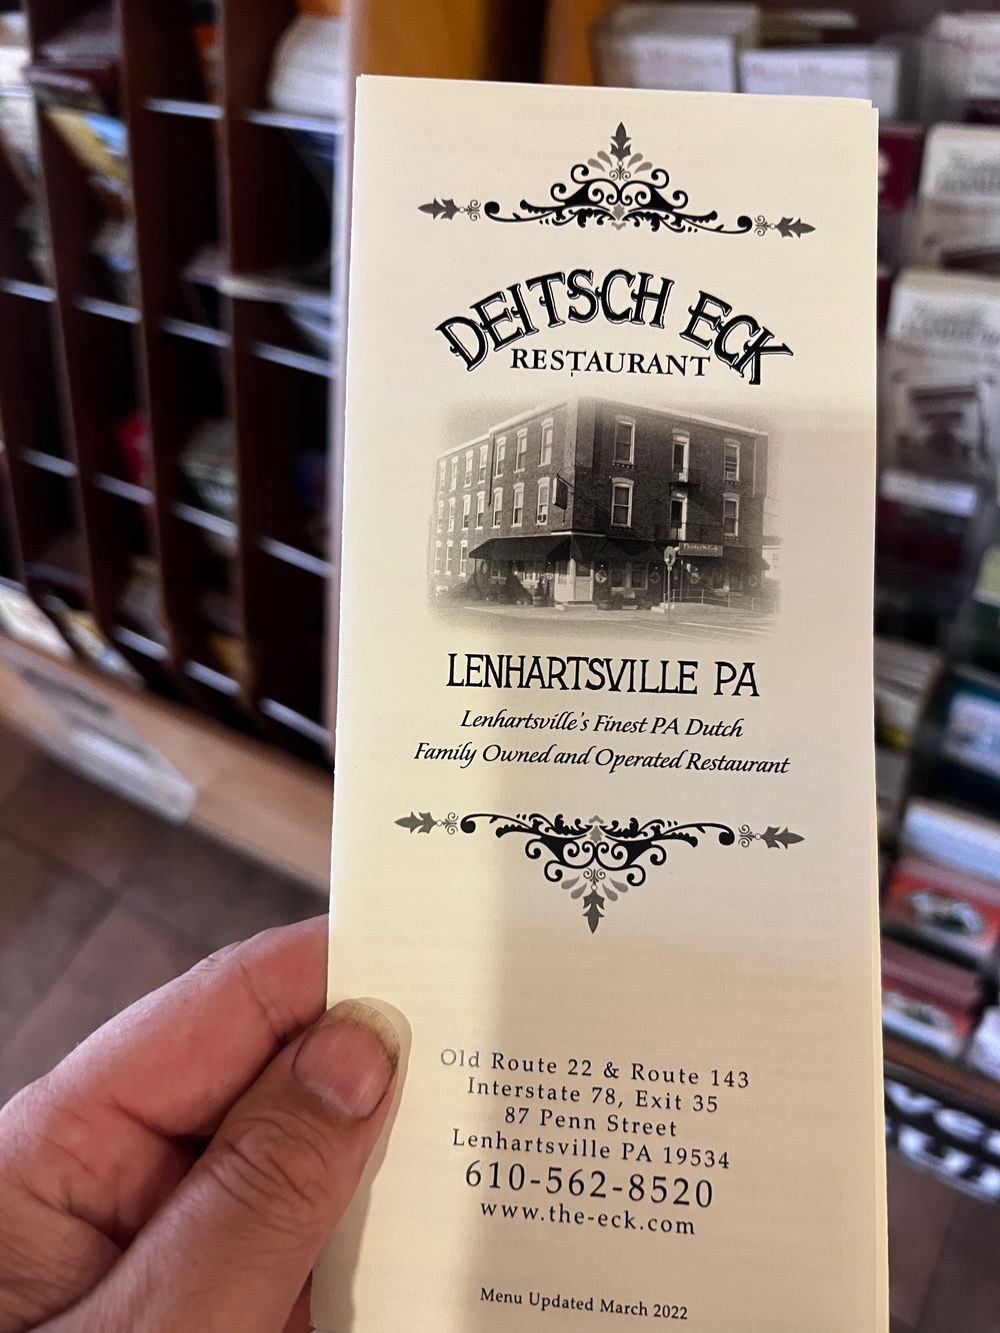 DEITSCH ECK
RESTAURANT
LENHARTSVILLE PA
Lenhartsville's Finest PA Dutch
Family Owned and Operated Restaurant
Old Route 22 & Route 143
Interstate 78, Exit 35
87 Penn Street
Lenhartsville PA 19534
610-562-8520
www.the-eck.com
Menu Updated March 2022